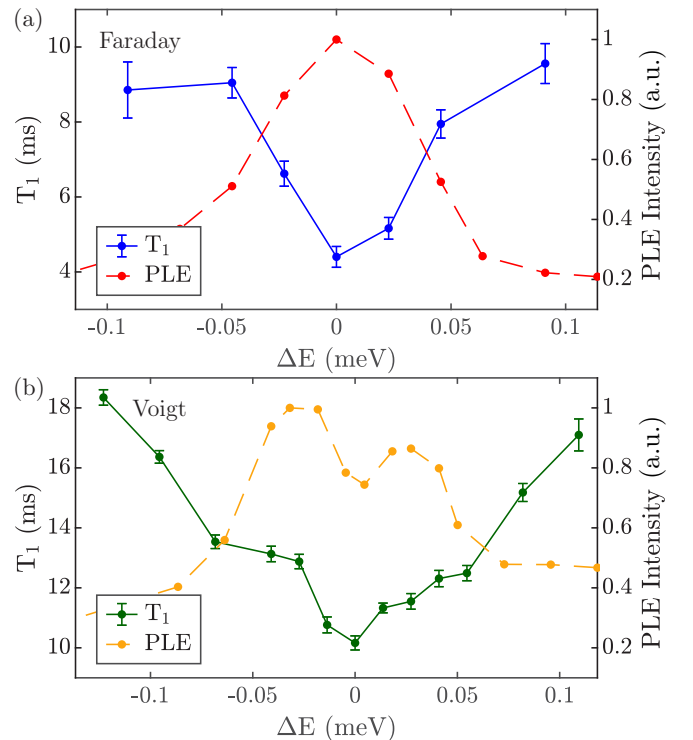 (a)
Faraday
10
8
6
4
T₁ (ms)
1
0.8
0.6
0.4
0.2
PLE Intensity (a.u.)
T₁
PLE
-0.1 -0.05 0 0.05 0.1
ΔE (meV)
(b)
Voigt
18
16
14
12
10
T₁ (ms)
1
0.8
0.6
0.4
0.2
PLE Intensity (a.u.)
T₁
PLE
-0.1 -0.05 0 0.05 0.1
ΔE (meV)